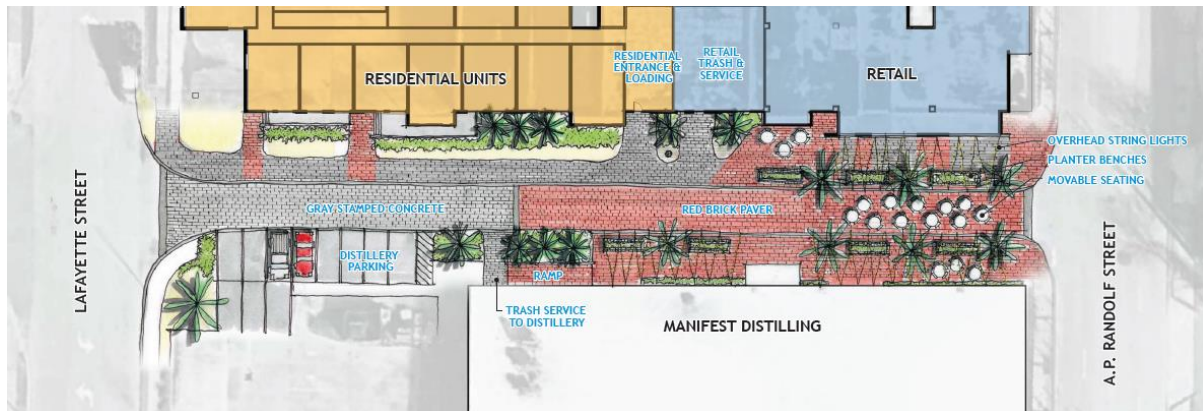 RESIDENTIAL UNITS
RESIDENTIAL
ENTRANCE &
LOADING
RETAIL
TRASH &
SERVICE
RETAIL
OVERHEAD STRING LIGHTS
PLANTER BENCHES
MOVABLE SEATING
LAFAYETTE STREET
GRAY STAMPED CONCRETE
RED BRICK PAVER
DISTILLERY
PARKING
RAMP
TRASH SERVICE
TO DISTILLERY
MANIFEST DISTILLING
A.P. RANDOLF STREET